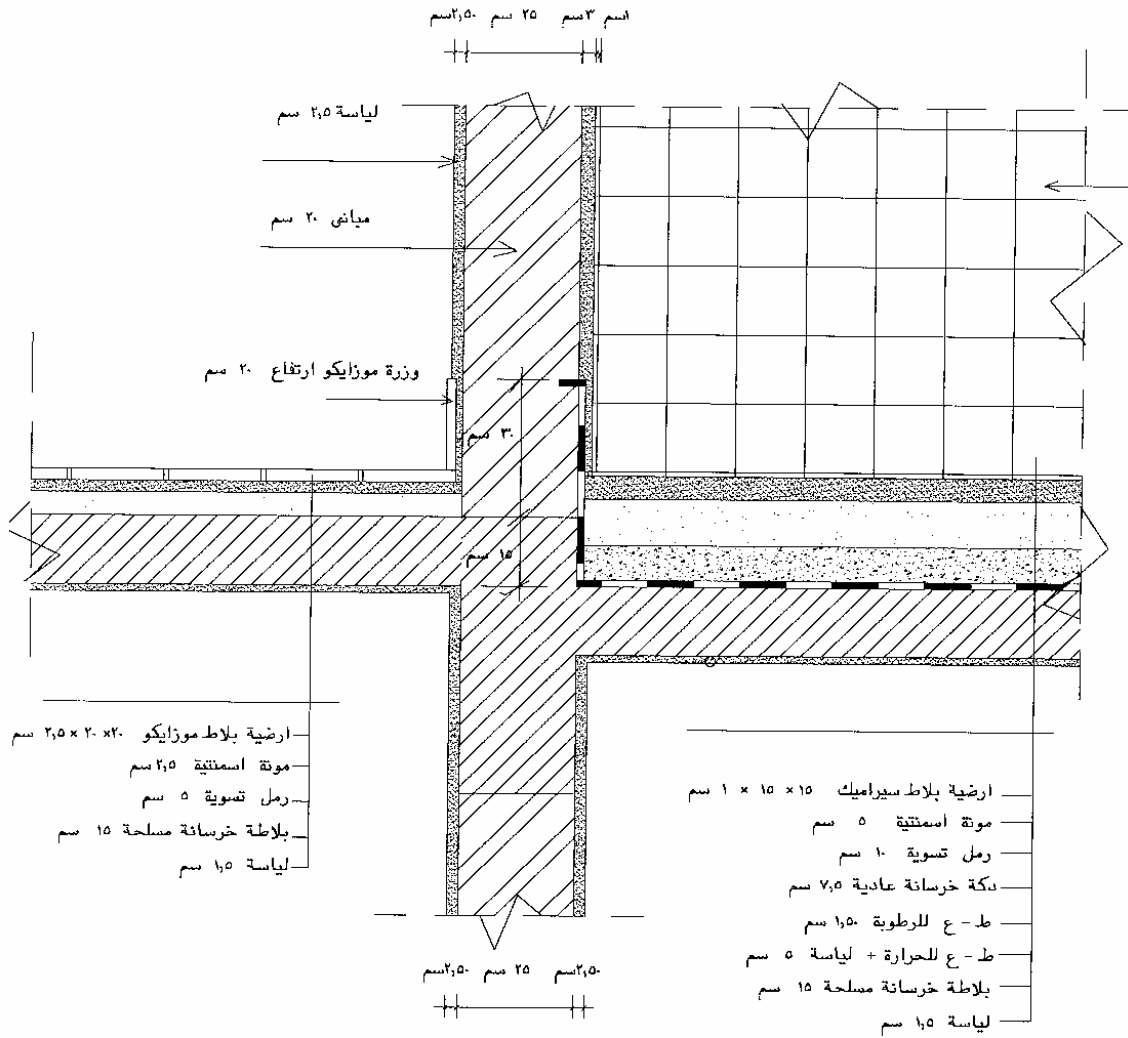 ٢,٥٠سم ٢٥ سم ٣سم ١سم
لياسة ٢,٥ سم
مبانى ٢٠ سم
وزرة موزايكو ارتفاع ٢٠ سم
٣٠ سم
١٥ سم
ارضية بلاط موزايكو ٢٠×٢٠×٢,٥ سم
مونة اسمنتية ٢,٥ سم
رمل تسوية ٥ سم
بلاطة خرسانة مسلحة ١٥ سم
لياسة ١,٥ سم
ارضية بلاط سيراميك ١٥ × ١٥ × ١ سم
مونة اسمنتية ٥ سم
رمل تسوية ١٠ سم
دكة خرسانة عادية ٧,٥ سم
ط - ع للرطوبة ١,٥٠ سم
ط - ع للحرارة + لياسة ٥ سم
بلاطة خرسانة مسلحة ١٥ سم
لياسة ١,٥ سم
٢,٥٠سم ٢٥ سم ٢,٥٠سم